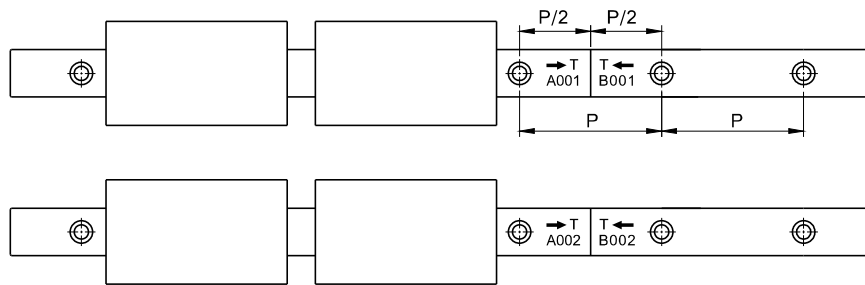 P/2 P/2
→ T T ←
A001 B001
P P
→ T T ←
A002 B002